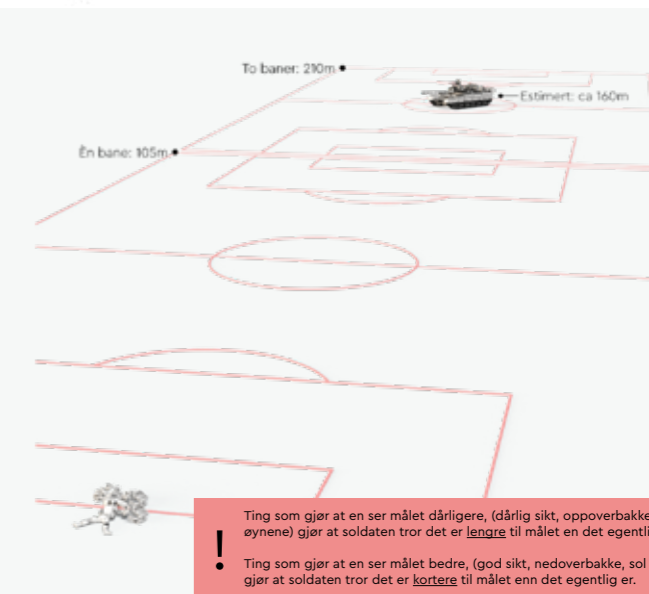 To baner: 210m
Estimert: ca 160m
Èn bane: 105m
!
Ting som gjør at en ser målet dårligere, (dårlig sikt, oppoverbakke
øynene) gjør at soldaten tror det er lengre til målet en det egentli
Ting som gjør at en ser målet bedre, (god sikt, nedoverbakke, sol
gjør at soldaten tror det er kortere til målet enn det egentlig er.